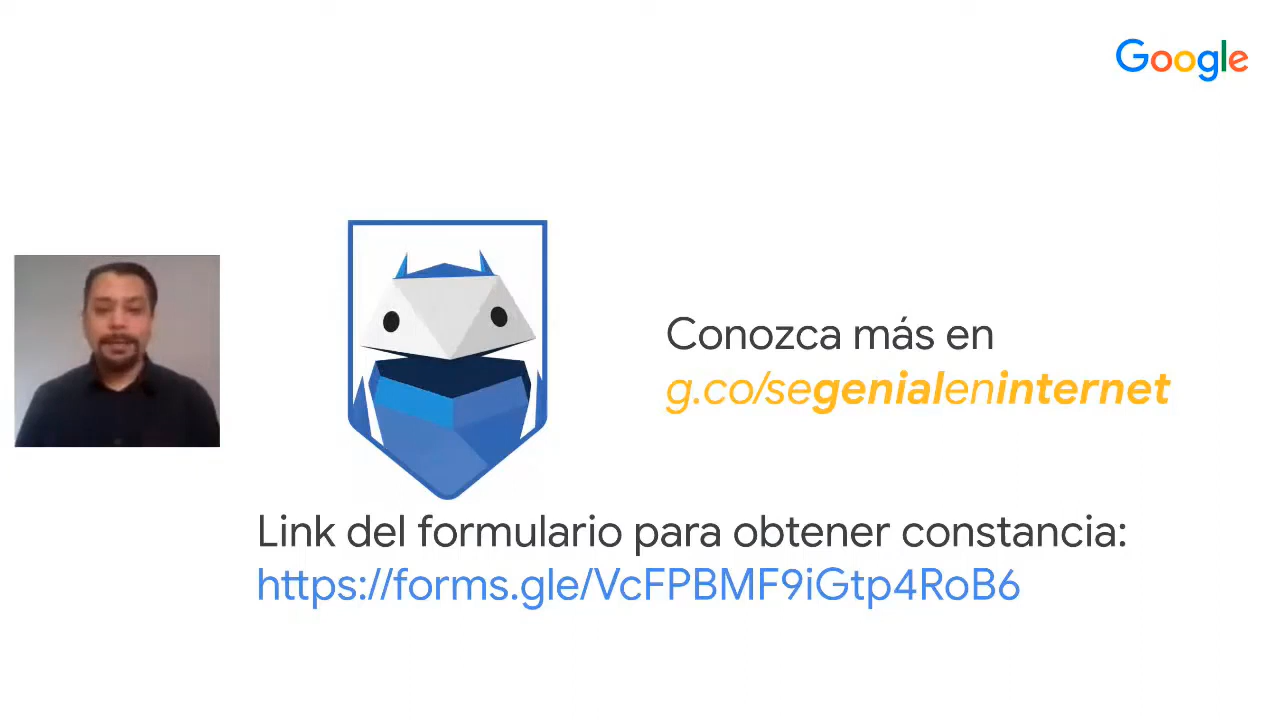 Google
Conozca más en
g.co/segenialeninternet
Link del formulario para obtener constancia:
https://forms.gle/VcFPBMF9iGtp4RoB6